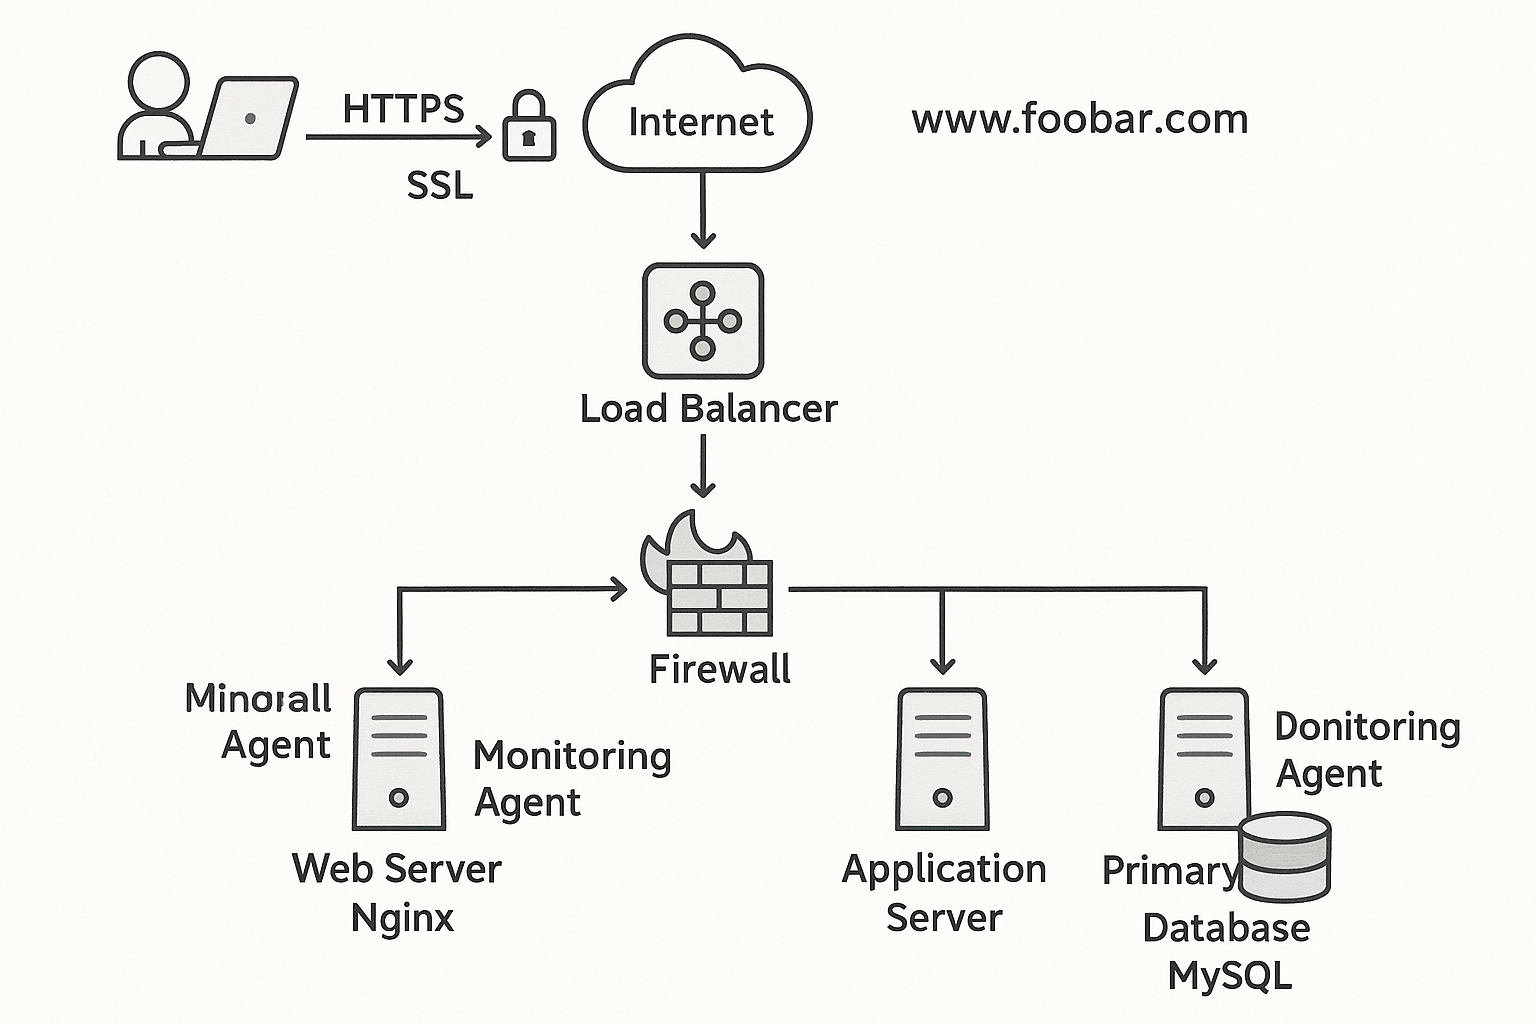 HTTPS
SSL
Internet
www.foobar.com
Load Balancer
Firewall
Agent
Monitoring
Agent
Web Server
Nginx
Application
Server
Donitoring
Agent
Primary
Database
MySQL